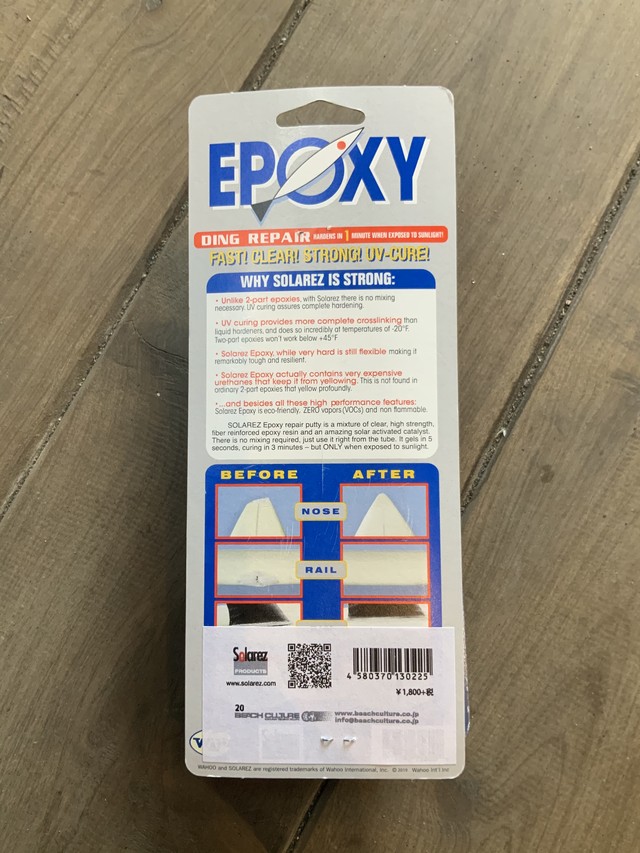 EPOXY
DING REPAIR HARDENS IN 1 MINUTE WHEN EXPOSED TO SUNLIGHT!
FAST! CLEAR! STRONG! UV-CURE!
WHY SOLAREZ IS STRONG:
• Unlike 2-part epoxies, with Solarez there is no mixing
necessary. UV curing assures complete hardening.
• UV curing provides more complete crosslinking than
liquid hardeners, and does so incredibly at temperatures of -20°F.
Two-part epoxies won't work below +45°F
• Solarez Epoxy, while very hard is still flexible making it
remarkably tough and resilient.
• Solarez Epoxy actually contains very expensive
urethanes that keep it from yellowing. This is not found in
ordinary 2-part epoxies that yellow profoundly.
•...and besides all these high performance features:
Solarez Epoxy is eco-friendly. ZERO vapors (VOCs) and non flammable.
SOLAREZ Epoxy repair putty is a mixture of clear, high strength,
fiber reinforced epoxy resin and an amazing solar activated catalyst.
There is no mixing required, just use it right from the tube. It gels in 5
seconds, curing in 3 minutes – but ONLY when exposed to sunlight.
BEFORE AFTER
NOSE
RAIL
Solarez
PRODUCTS
www.solarez.com
4 580370 130225
¥1,800+税
20
BEACH CULTURE
www.beachculture.co.jp
info@beachculture.co.jp
WAHOO and SOLAREZ are registered trademarks of Wahoo International, Inc. © 2010 Wahoo Int'l Inc